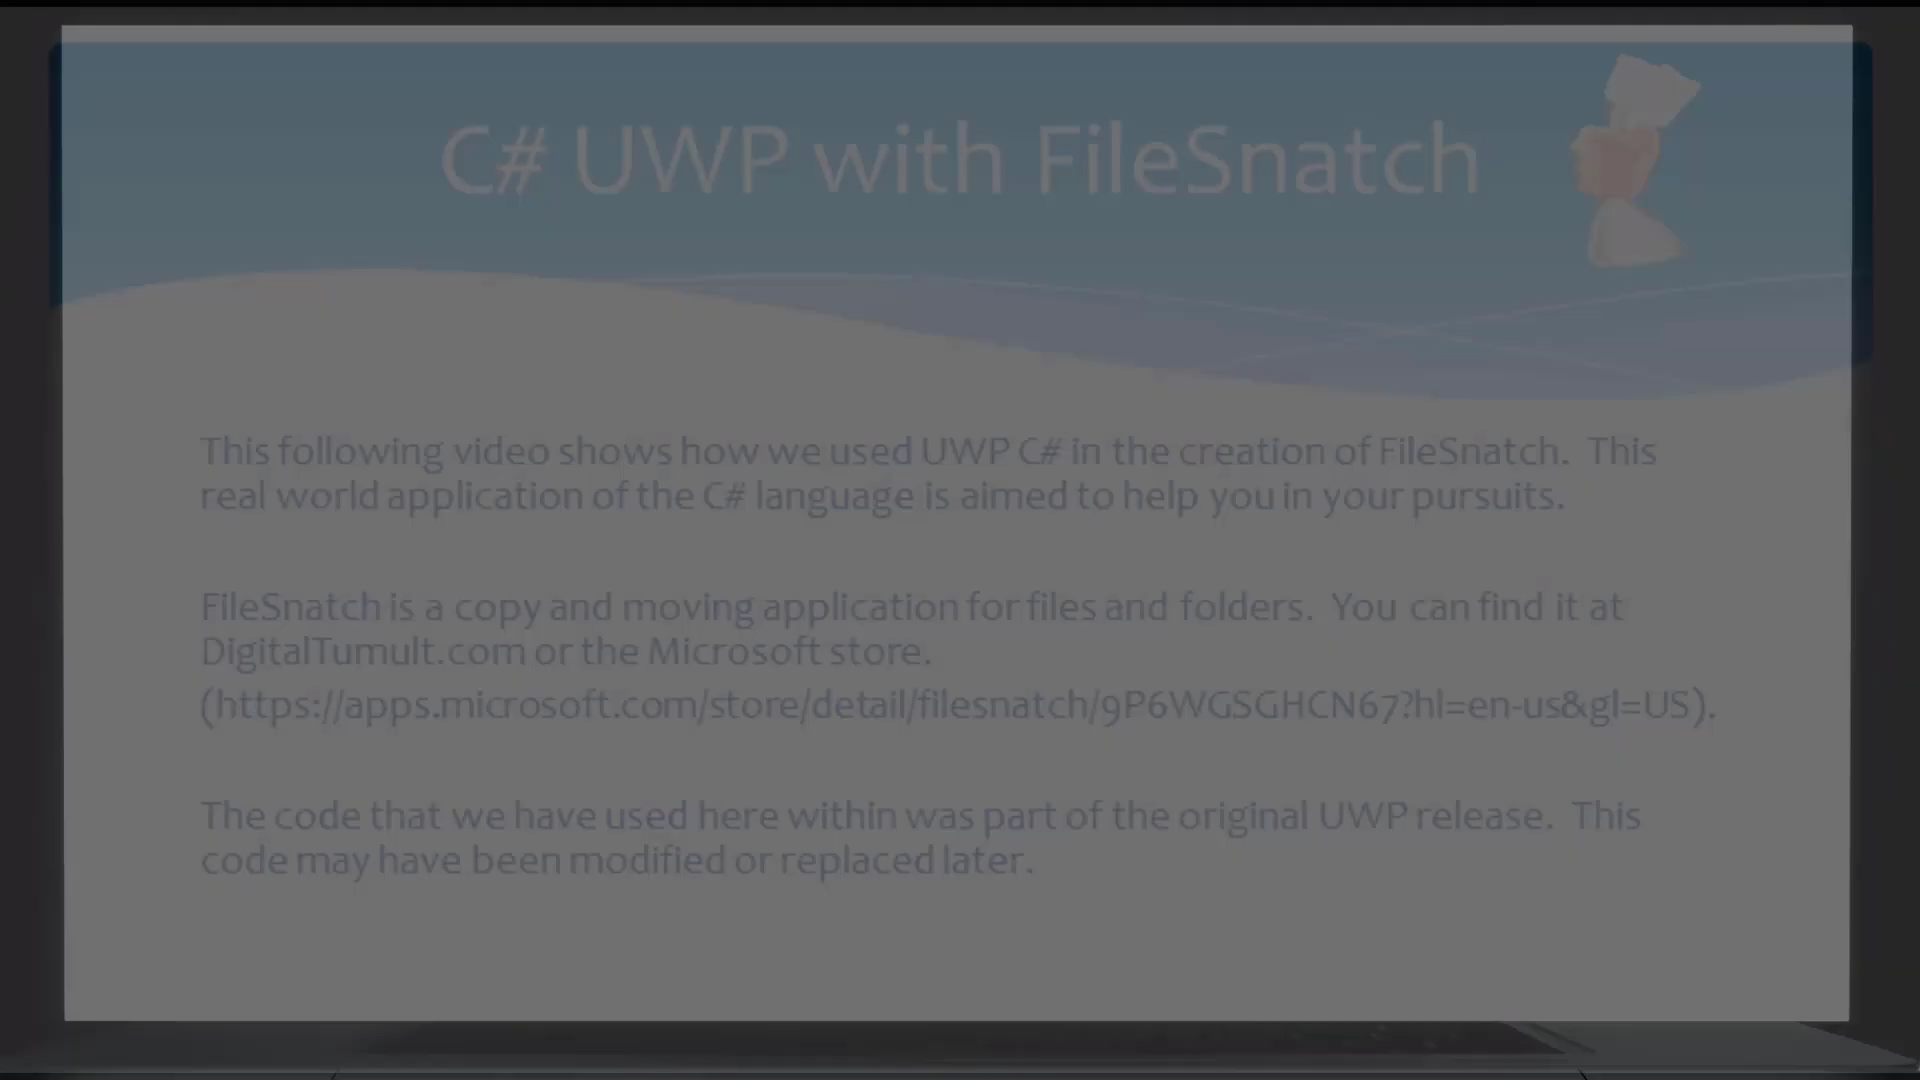 C# UWP with FileSnatch
This following video shows how we used UWP C# in the creation of FileSnatch. This
real world application of the C# language is aimed to help you in your pursuits.
FileSnatch is a copy and moving application for files and folders. You can find it at
DigitalTumult.com or the Microsoft store.
(https://apps.microsoft.com/store/detail/filesnatch/9P6WGSGHCN67?hl=en-us&gl=US).
The code that we have used here within was part of the original UWP release. This
code may have been modified or replaced later.